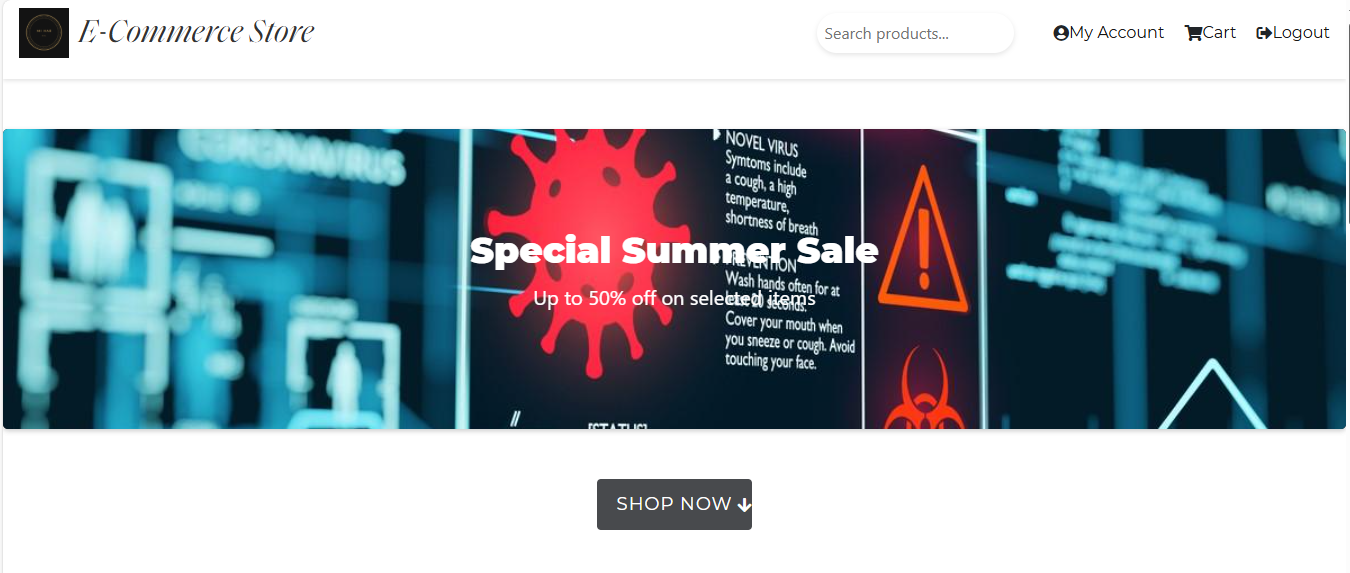 E-Commerce Store
Search products...
My Account
Cart
Logout
CORONAVIRUS
NOVEL VIRUS
Symtoms include
a cough, a high
temperature,
shortness of breath
Special Summer Sale
PREVENTION
Wash hands often for at
Up to 50% off on selected items
seconds.
Cover your mouth when
you sneeze or cough. Avoid
touching your face.
//
[STATUS]
SHOP NOW